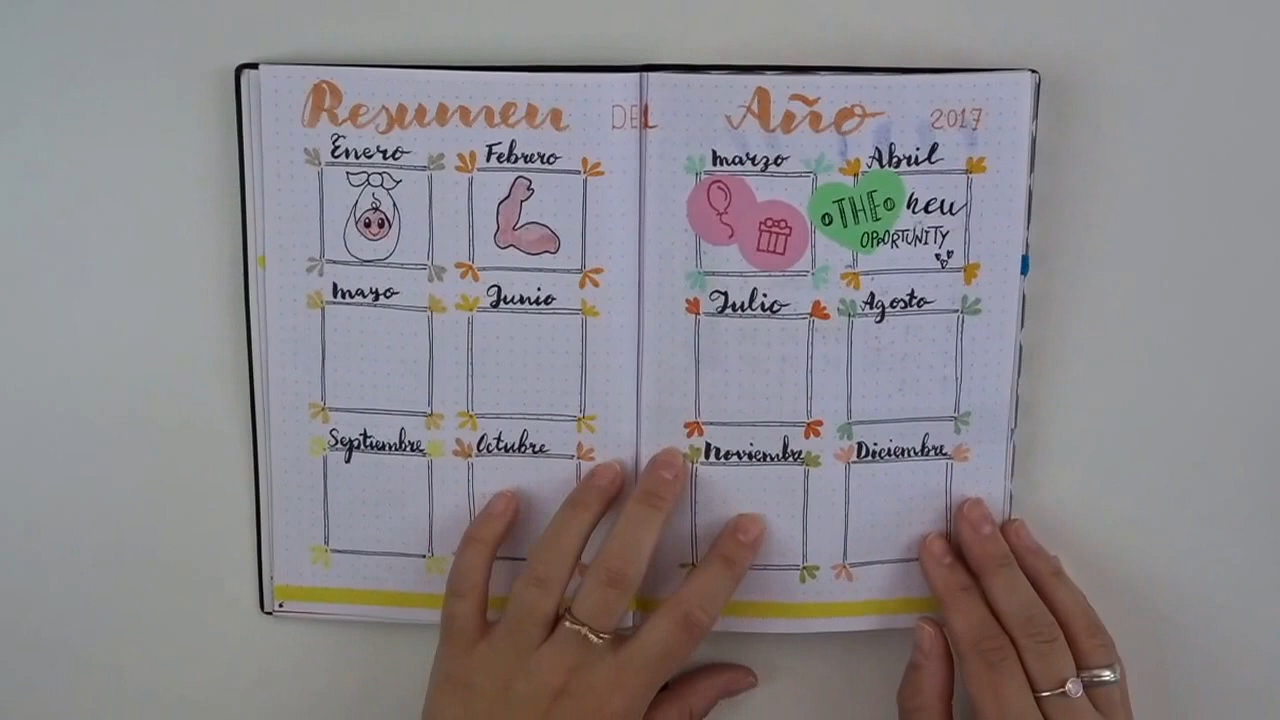 Resumen DEL Año 2017
Enero Febrero marzo Abril
THE new
OPPORTUNITY
mayo Junio Julio Agosto
Septiembre Octubre Noviembre Diciembre